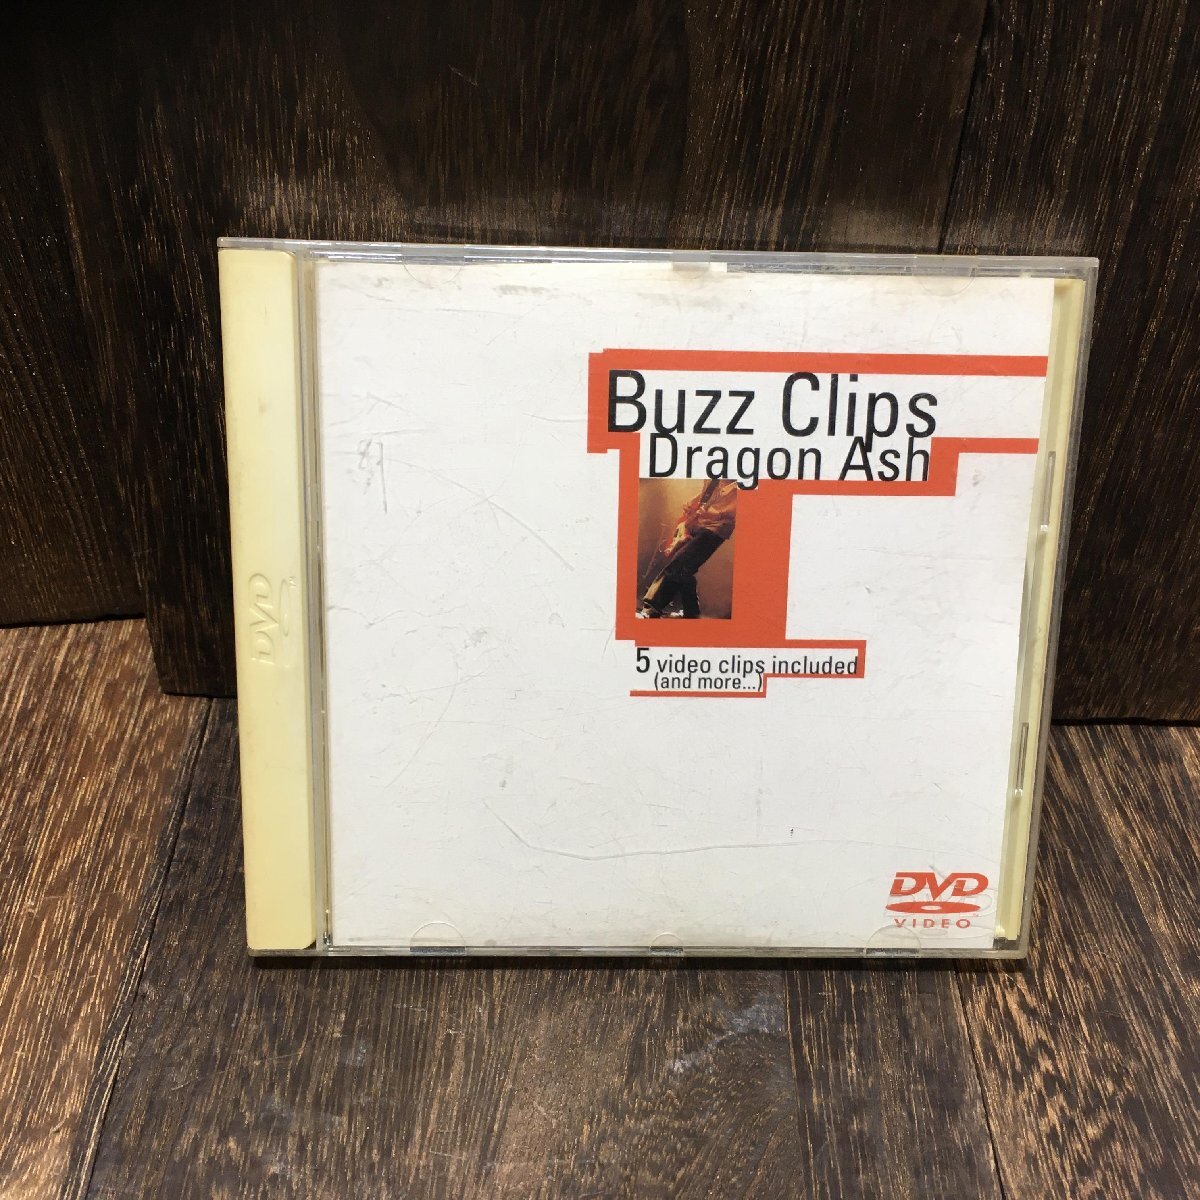 DVD
Buzz Clips
Dragon Ash
5 video clips included
(and more...)
DVD
VIDEO